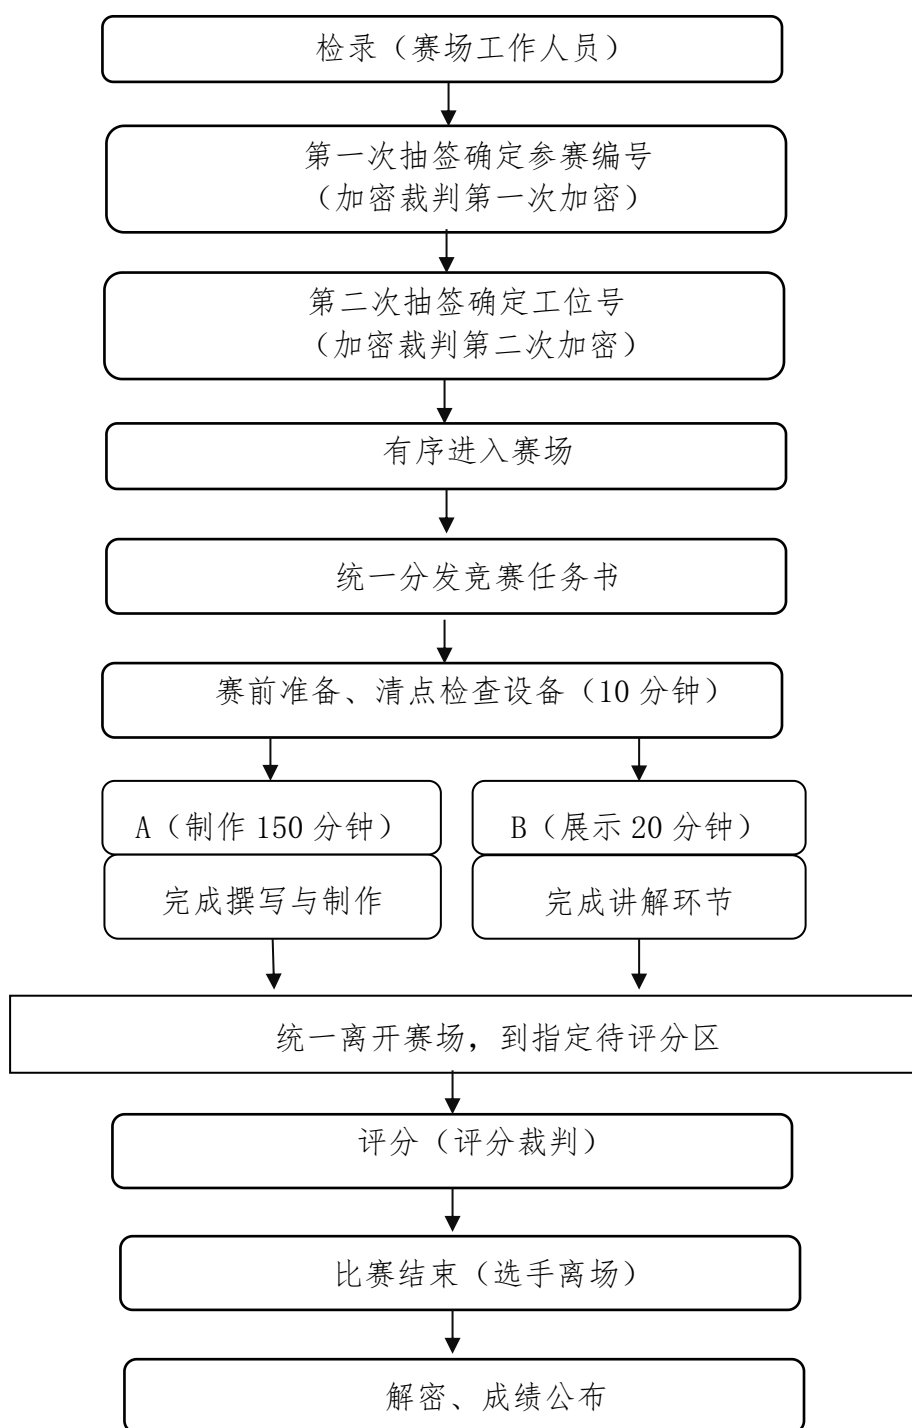 检录（赛场工作人员）
第一次抽签确定参赛编号
（加密裁判第一次加密）
第二次抽签确定工位号
（加密裁判第二次加密）
有序进入赛场
统一分发竞赛任务书
赛前准备、清点检查设备（10 分钟）
A（制作 150 分钟）
完成撰写与制作
B（展示 20 分钟）
完成讲解环节
统一离开赛场，到指定待评分区
评分（评分裁判）
比赛结束（选手离场）
解密、成绩公布